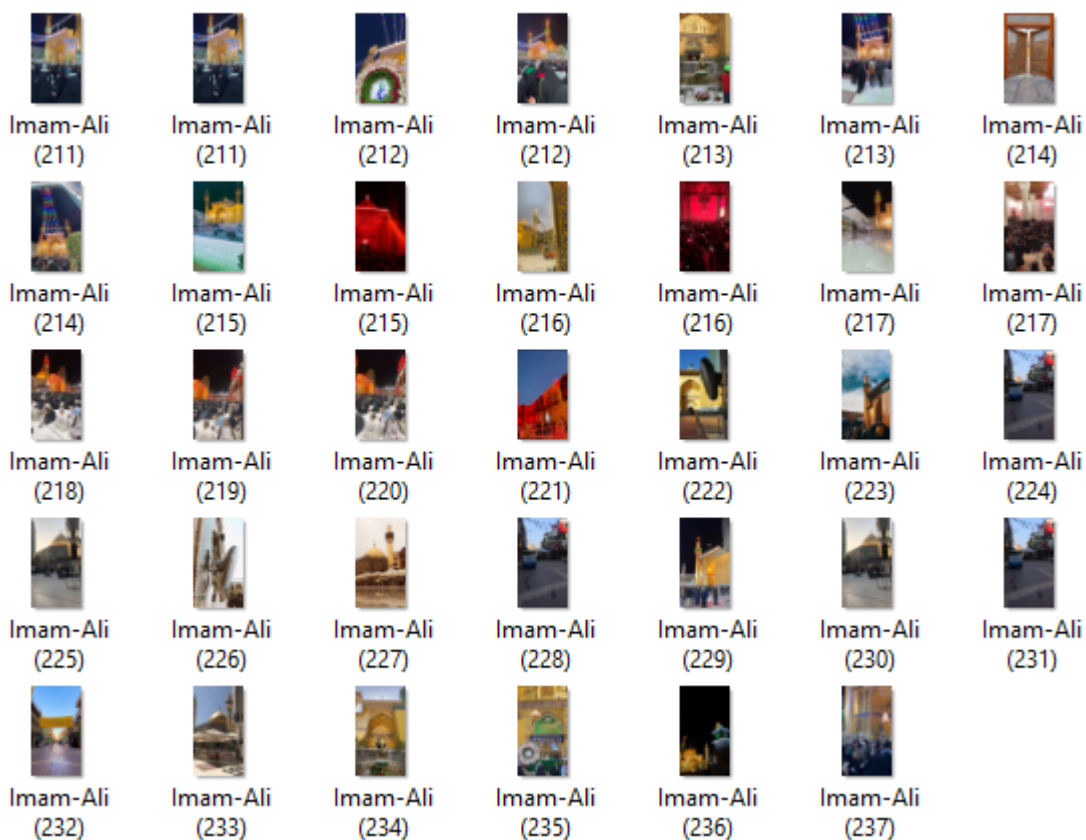 Imam-Ali (211)
Imam-Ali (211)
Imam-Ali (212)
Imam-Ali (212)
Imam-Ali (213)
Imam-Ali (213)
Imam-Ali (214)
Imam-Ali (214)
Imam-Ali (215)
Imam-Ali (215)
Imam-Ali (216)
Imam-Ali (216)
Imam-Ali (217)
Imam-Ali (217)
Imam-Ali (218)
Imam-Ali (219)
Imam-Ali (220)
Imam-Ali (221)
Imam-Ali (222)
Imam-Ali (223)
Imam-Ali (224)
Imam-Ali (225)
Imam-Ali (226)
Imam-Ali (227)
Imam-Ali (228)
Imam-Ali (229)
Imam-Ali (230)
Imam-Ali (231)
Imam-Ali (232)
Imam-Ali (233)
Imam-Ali (234)
Imam-Ali (235)
Imam-Ali (236)
Imam-Ali (237)